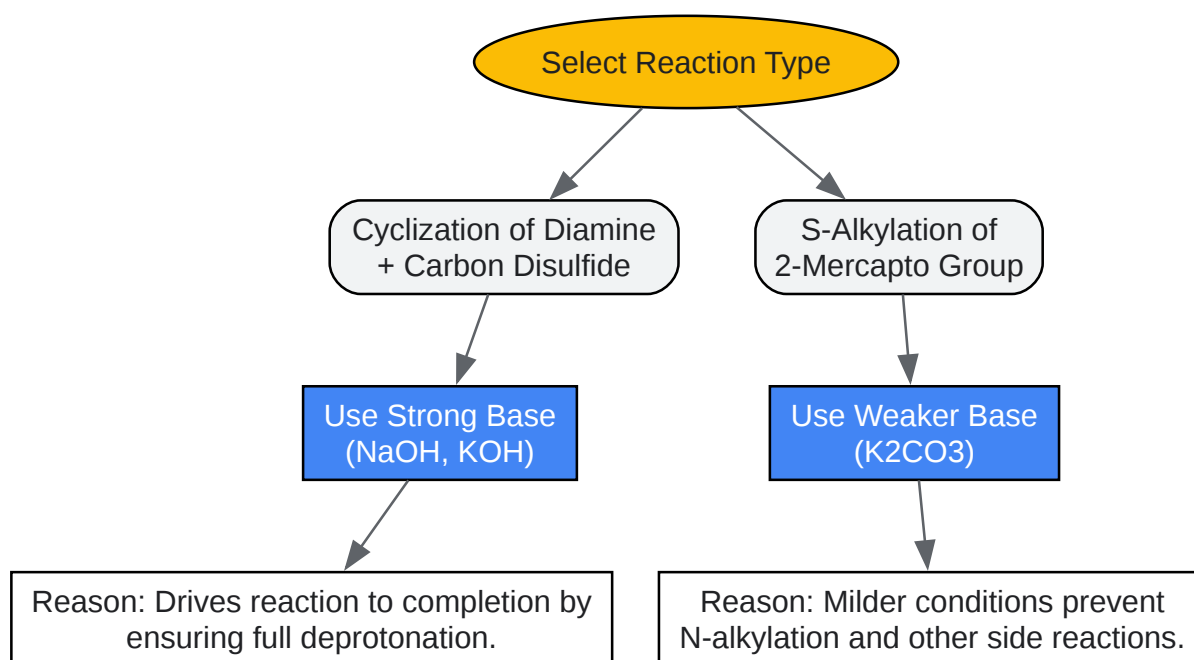 Select Reaction Type
Cyclization of Diamine
+ Carbon Disulfide
S-Alkylation of
2-Mercapto Group
Use Strong Base
(NaOH, KOH)
Use Weaker Base
(K2CO3)
Reason: Drives reaction to completion by
ensuring full deprotonation.
Reason: Milder conditions prevent
N-alkylation and other side reactions.